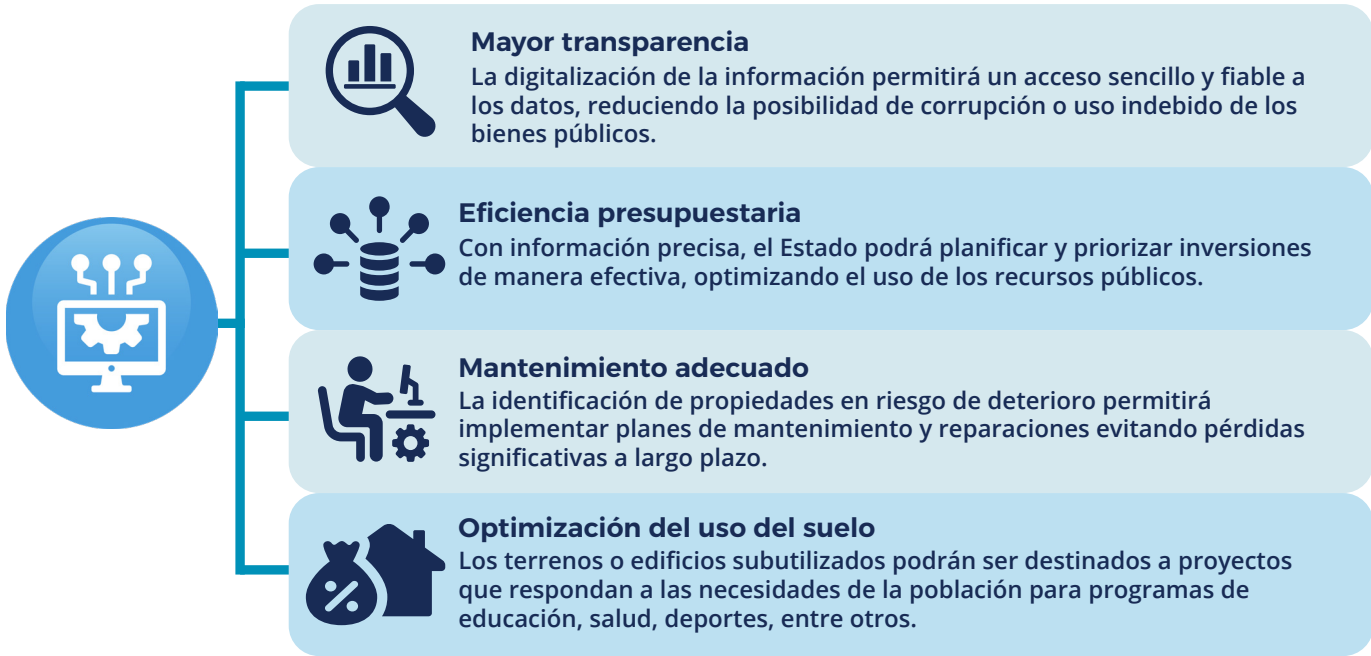 Mayor transparencia
La digitalización de la información permitirá un acceso sencillo y fiable a
los datos, reduciendo la posibilidad de corrupción o uso indebido de los
bienes públicos.
Eficiencia presupuestaria
Con información precisa, el Estado podrá planificar y priorizar inversiones
de manera efectiva, optimizando el uso de los recursos públicos.
Mantenimiento adecuado
La identificación de propiedades en riesgo de deterioro permitirá
implementar planes de mantenimiento y reparaciones evitando pérdidas
significativas a largo plazo.
Optimización del uso del suelo
Los terrenos o edificios subutilizados podrán ser destinados a proyectos
que respondan a las necesidades de la población para programas de
educación, salud, deportes, entre otros.